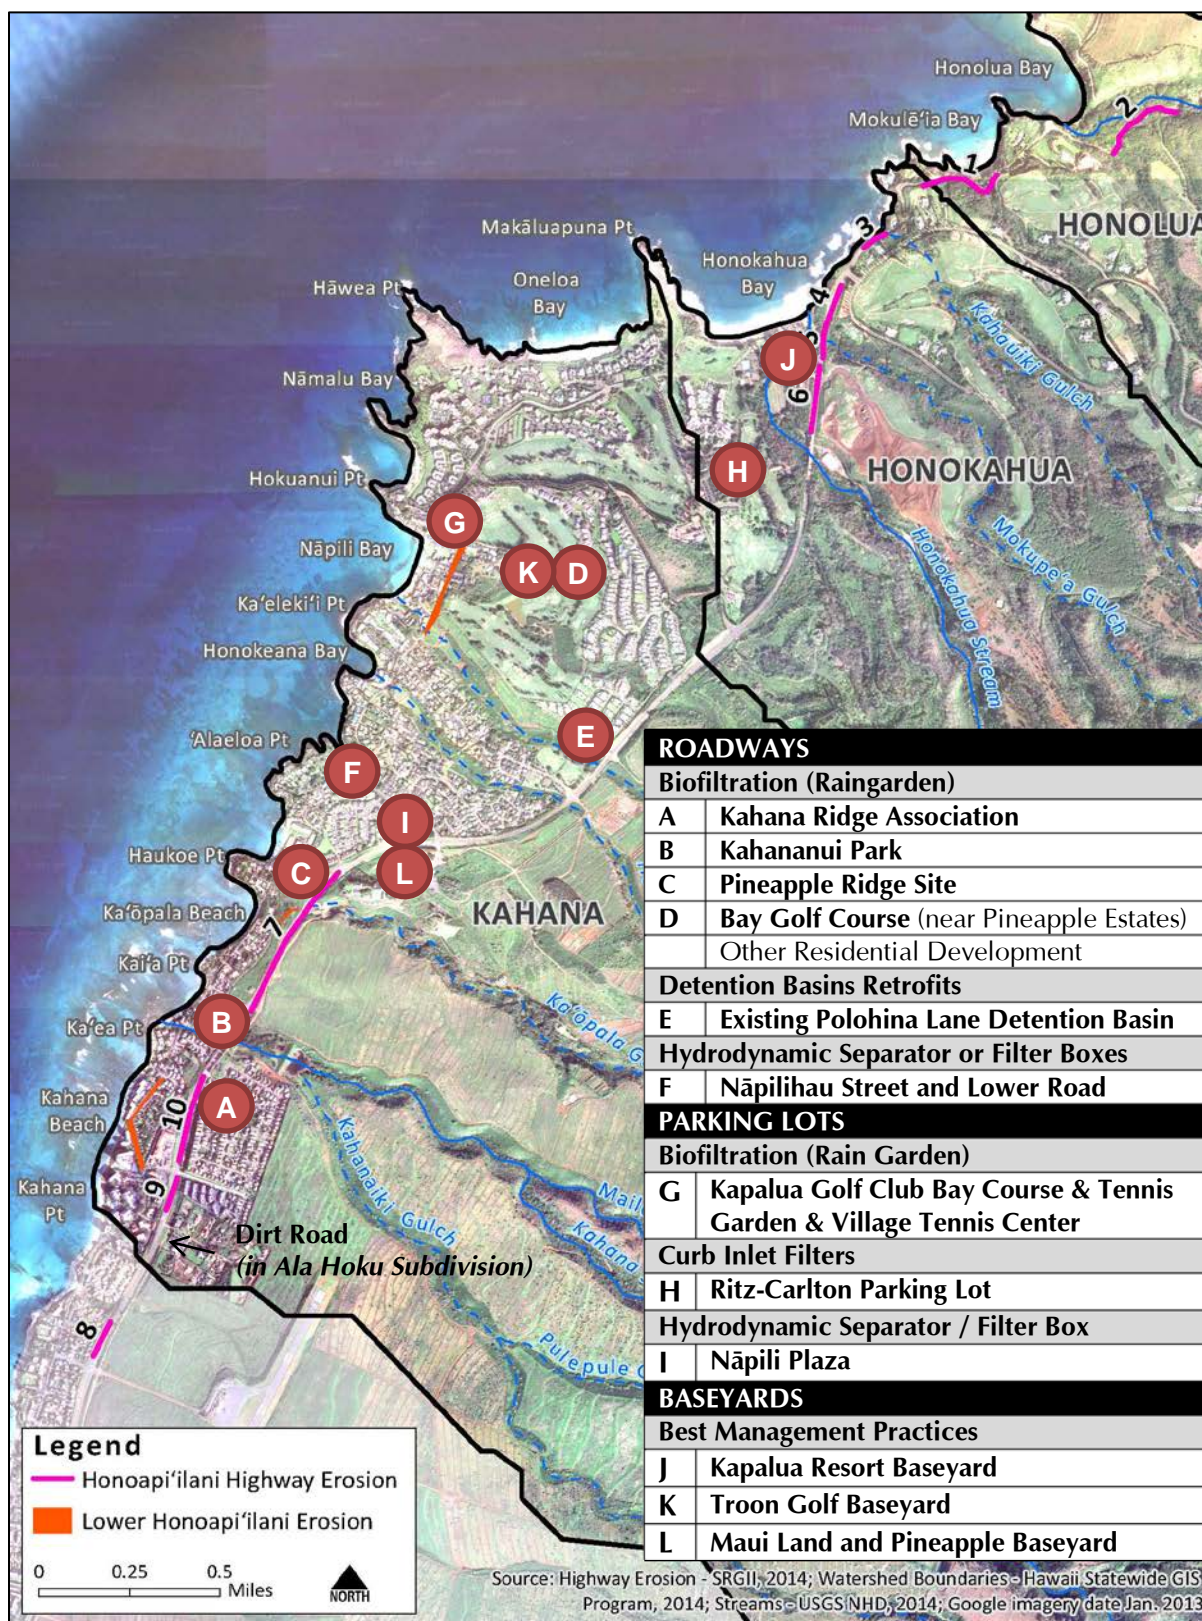 Honolua Bay
Mokulē‘ia Bay
2
1
HONOLUA
Makāluapuna Pt
3
Honokahua
Bay
Oneloa
Bay
Hāwea Pt
4
Kahauiki Gulch
5
J
Nāmalu Bay
6
H
HONOKAHUA
Hokuanui Pt
G
Nāpili Bay
K
D
Honokahua Stream
Mokupe‘a Gulch
Ka‘eleki‘i Pt
Honokeana Bay
E
‘Alaeloa Pt
F
I
Haukoe Pt
C
L
Ka‘ōpala Beach
7
KAHANA
Kai‘a Pt
Ka‘ōpala G
Ka‘ea Pt
B
Kahana
Beach
10
A
Kahanaiki Gulch
Mail
Kahana S
Kahana
Pt
9
Dirt Road
(in Ala Hoku Subdivision)
Pulepule G
8
ROADWAYS
Biofiltration (Raingarden)
A Kahana Ridge Association
B Kahananui Park
C Pineapple Ridge Site
D Bay Golf Course (near Pineapple Estates)
Other Residential Development
Detention Basins Retrofits
E Existing Polohina Lane Detention Basin
Hydrodynamic Separator or Filter Boxes
F Nāpilihau Street and Lower Road
PARKING LOTS
Biofiltration (Rain Garden)
G Kapalua Golf Club Bay Course & Tennis
Garden & Village Tennis Center
Curb Inlet Filters
H Ritz-Carlton Parking Lot
Hydrodynamic Separator / Filter Box
I Nāpili Plaza
BASEYARDS
Best Management Practices
J Kapalua Resort Baseyard
K Troon Golf Baseyard
L Maui Land and Pineapple Baseyard
Legend
Honoapi‘ilani Highway Erosion
Lower Honoapi‘ilani Erosion
0 0.25 0.5
Miles
NORTH
Source: Highway Erosion - SRGII, 2014; Watershed Boundaries - Hawaii Statewide GIS
Program, 2014; Streams - USGS NHD, 2014; Google imagery date Jan. 2013